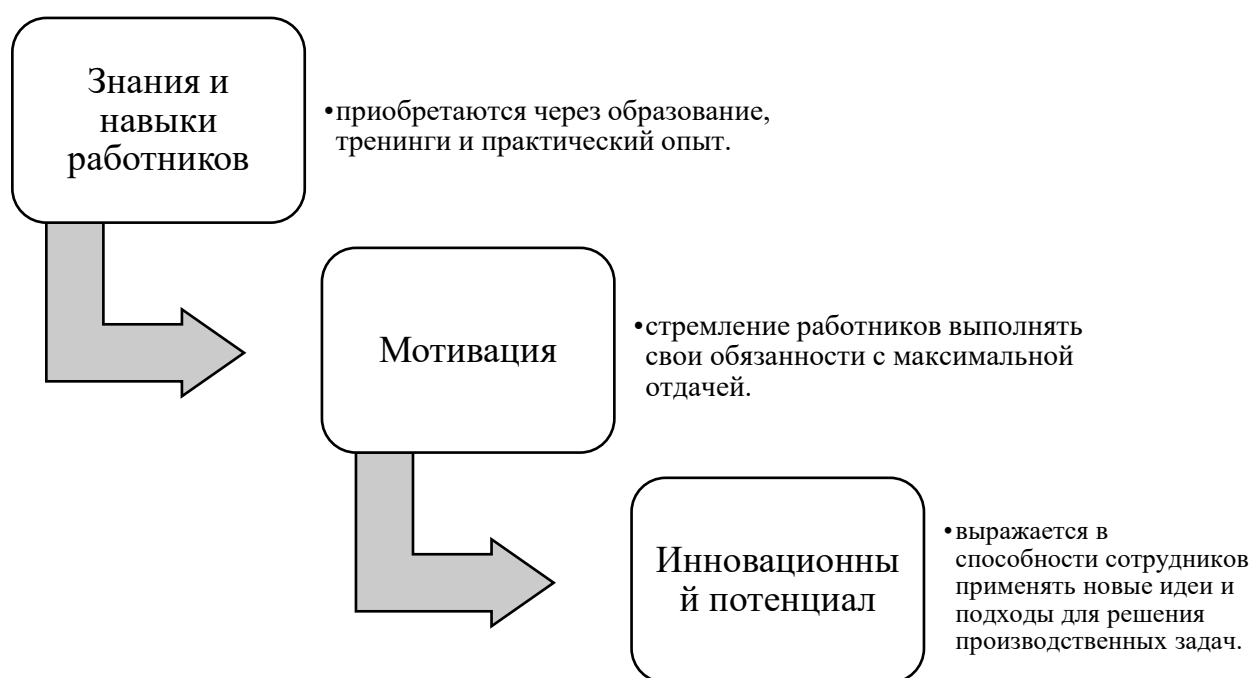 Знания и
навыки
работников
•приобретаются через образование,
тренинги и практический опыт.
Мотивация
•стремление работников выполнять
свои обязанности с максимальной
отдачей.
Инновационны
й потенциал
•выражается в
способности сотрудников
применять новые идеи и
подходы для решения
производственных задач.